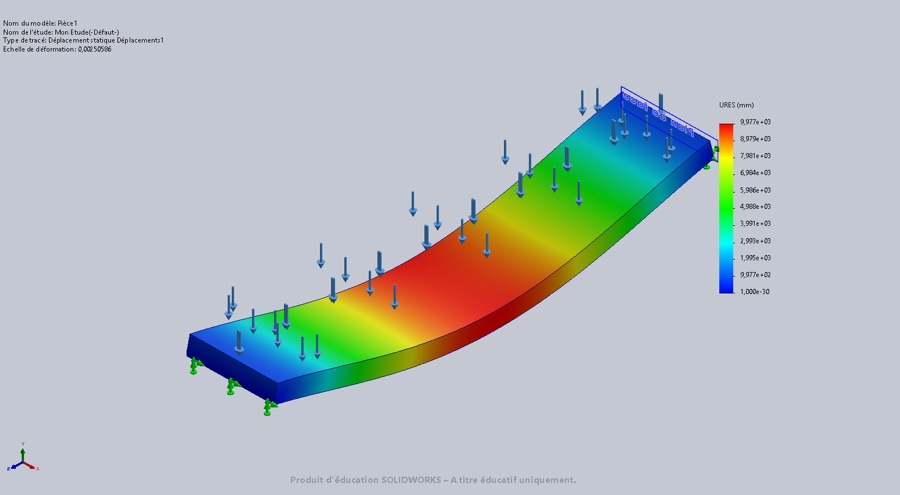 Nom du modèle: Pièce1
Nom de l'étude: Mon Etude(-Défaut-)
Type de tracé: Déplacement statique Déplacements1
Echelle de déformation: 0,00250586
URES (mm)
9,977e+03
8,979e+03
7,981e+03
6,984e+03
5,986e+03
4,988e+03
3,991e+03
2,993e+03
1,995e+03
9,977e+02
1,000e-30
Y
Z
X
Produit d'éducation SOLIDWORKS – A titre éducatif uniquement.